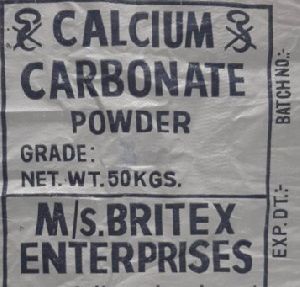 CALCIUM
CARBONATE
POWDER
GRADE:
NET. WT. 50KGS.
M/s. BRITEX
ENTERPRISES
BATCH NO.:-
EXP. DT.:-